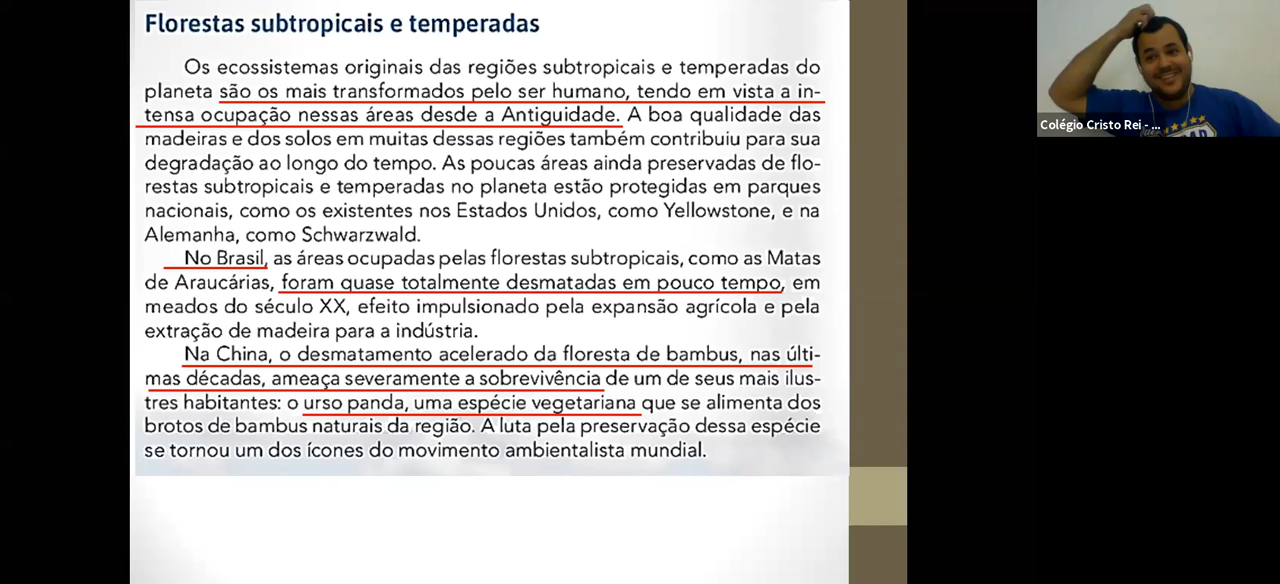 Florestas subtropicais e temperadas
Os ecossistemas originais das regiões subtropicais e temperadas do
planeta são os mais transformados pelo ser humano, tendo em vista a in-
tensa ocupação nessas áreas desde a Antiguidade. A boa qualidade das
madeiras e dos solos em muitas dessas regiões também contribuiu para sua
degradação ao longo do tempo. As poucas áreas ainda preservadas de flo-
restas subtropicais e temperadas no planeta estão protegidas em parques
nacionais, como os existentes nos Estados Unidos, como Yellowstone, e na
Alemanha, como Schwarzwald.
No Brasil, as áreas ocupadas pelas florestas subtropicais, como as Matas
de Araucárias, foram quase totalmente desmatadas em pouco tempo, em
meados do século XX, efeito impulsionado pela expansão agrícola e pela
extração de madeira para a indústria.
Na China, o desmatamento acelerado da floresta de bambus, nas últi-
mas décadas, ameaça severamente a sobrevivência de um de seus mais ilus-
tres habitantes: o urso panda, uma espécie vegetariana que se alimenta dos
brotos de bambus naturais da região. A luta pela preservação dessa espécie
se tornou um dos ícones do movimento ambientalista mundial.
Colégio Cristo Rei - ...